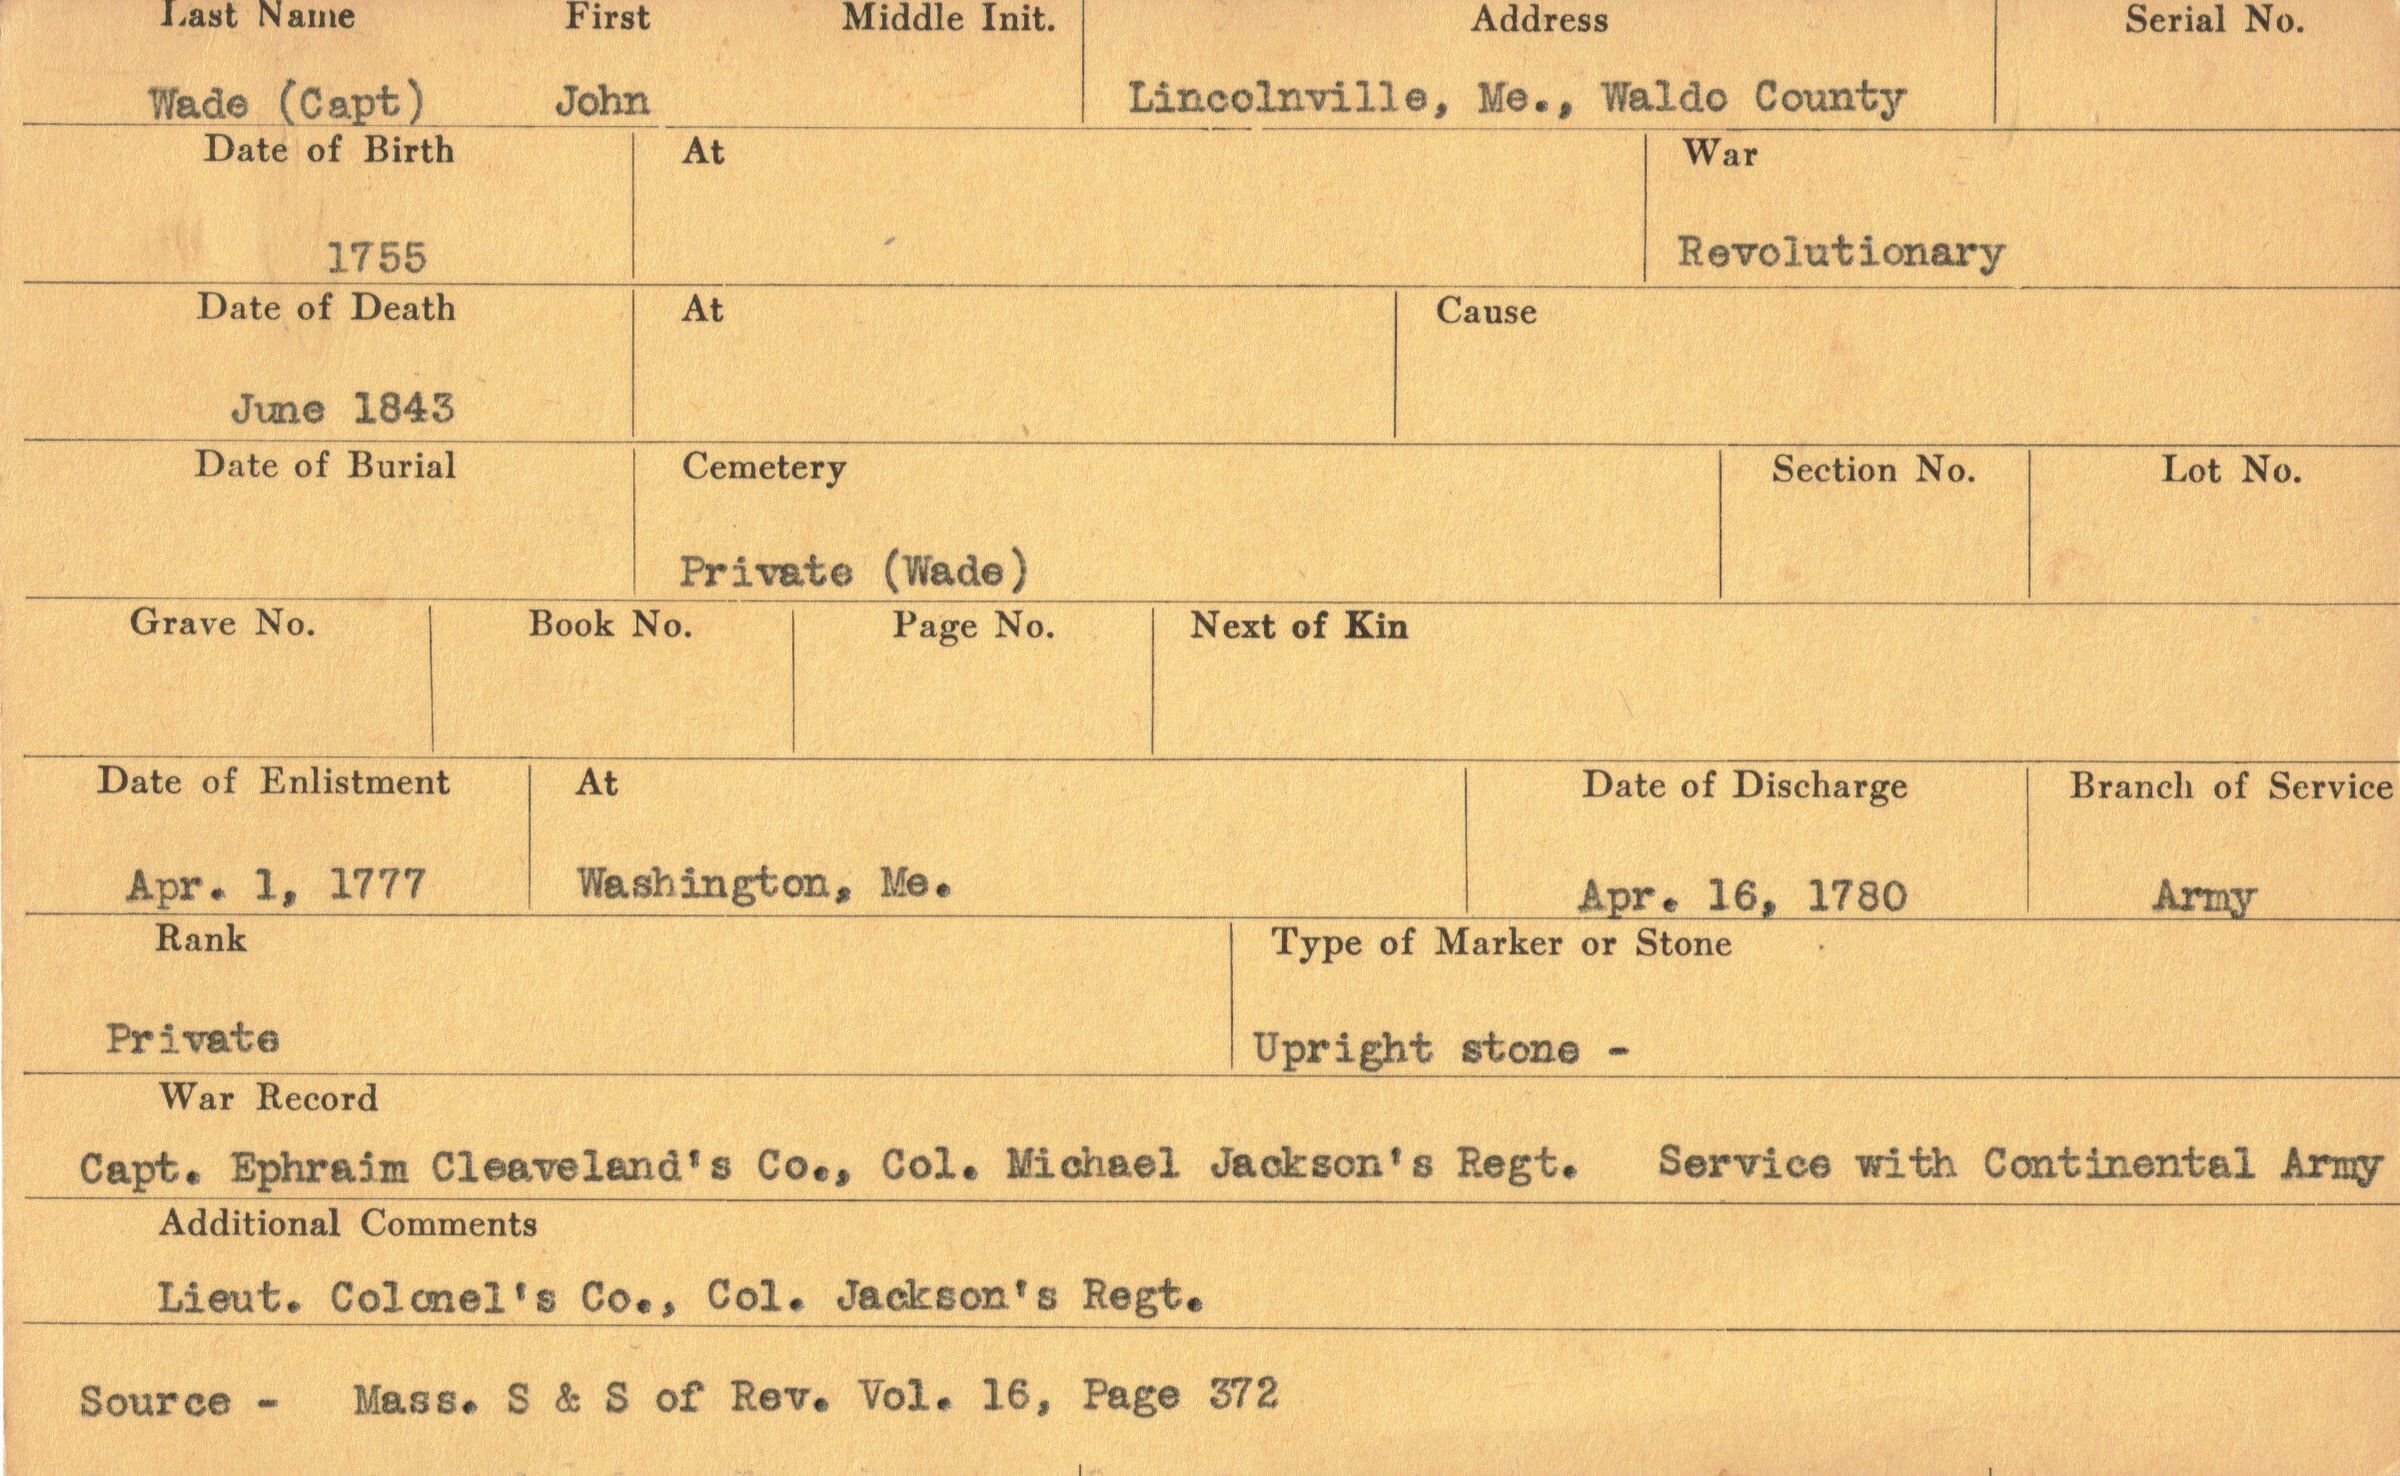 Last Name First Middle Init. Address Serial No.
Wade (Capt) John Lincolnville, Me., Waldo County
Date of Birth At War
1755 Revolutionary
Date of Death At Cause
June 1843
Date of Burial Cemetery Section No. Lot No.
Private (Wade)
Grave No. Book No. Page No. Next of Kin
Date of Enlistment At Date of Discharge Branch of Service
Apr. 1, 1777 Washington, Me. Apr. 16, 1780 Army
Rank Type of Marker or Stone
Private Upright stone -
War Record
Capt. Ephraim Cleaveland's Co., Col. Michael Jackson's Regt. Service with Continental Army
Additional Comments
Lieut. Colonel's Co., Col. Jackson's Regt.
Source - Mass. S & S of Rev. Vol. 16, Page 372